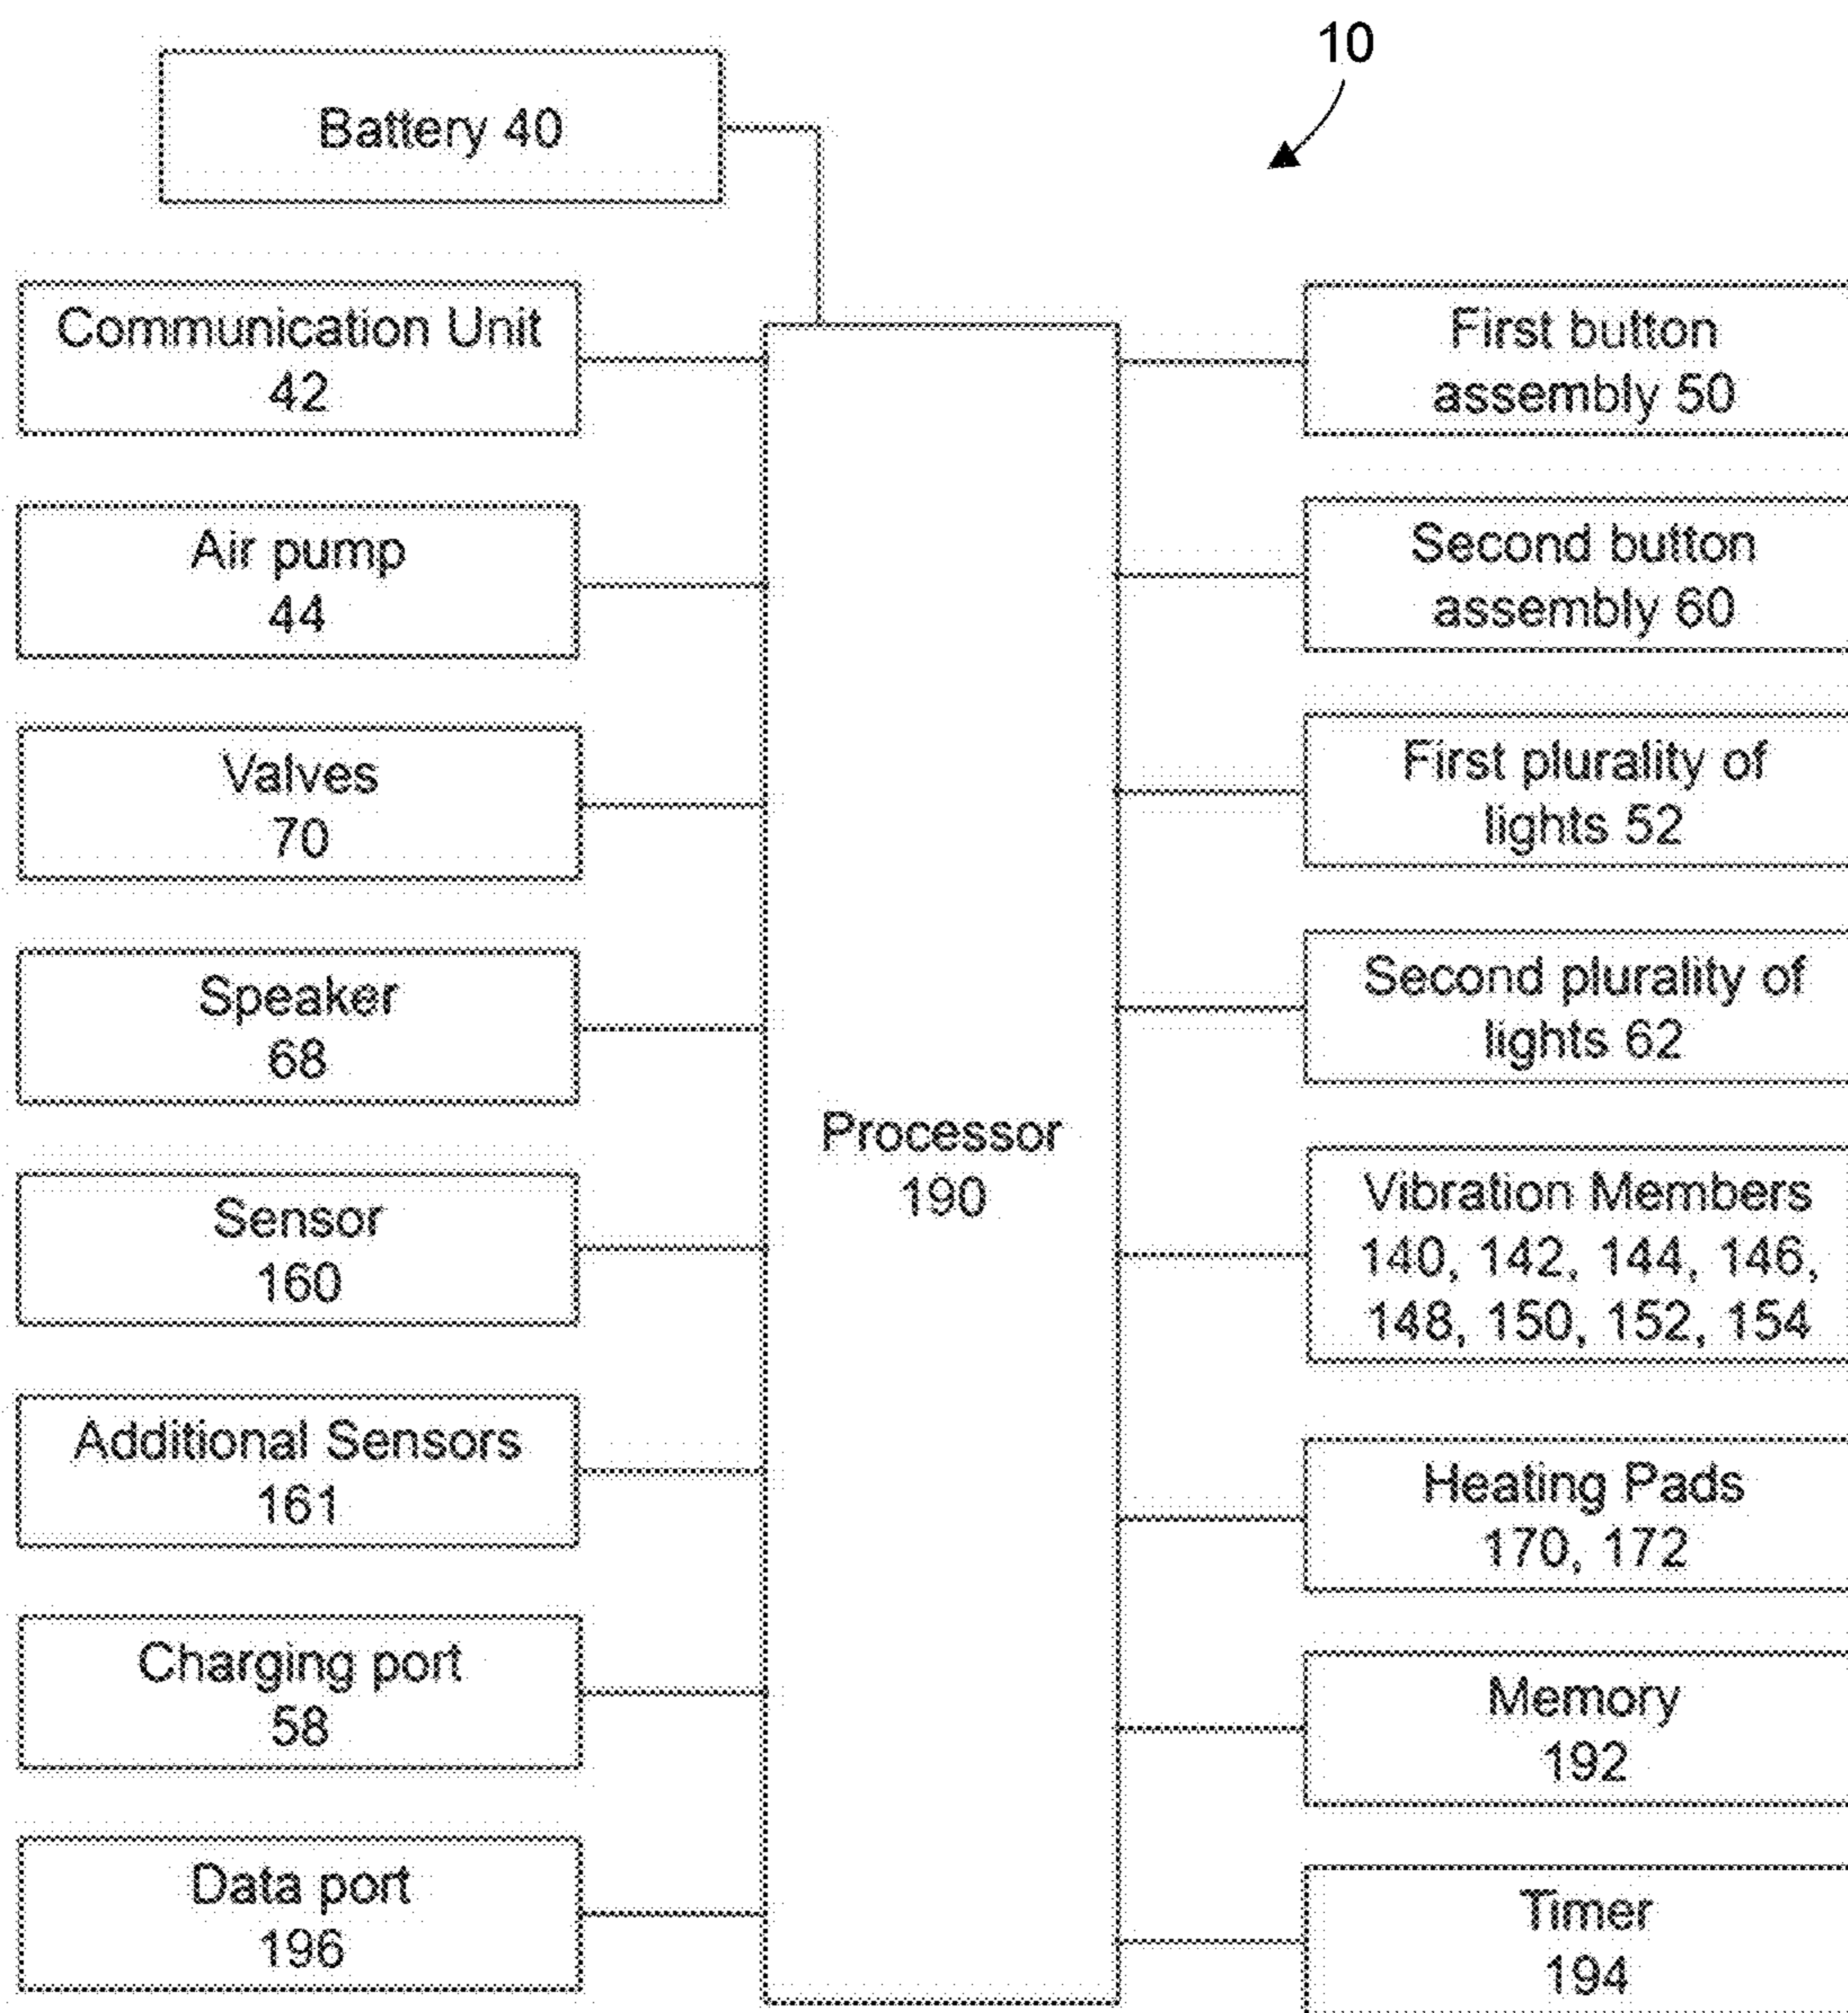 10
Battery 40
Communication Unit
42
Air pump
44
Valves
70
Speaker
68
Sensor
160
Additional Sensors
161
Charging port
58
Data port
196
Processor
190
First button
assembly 50
Second button
assembly 60
First plurality of
lights 52
Second plurality of
lights 62
Vibration Members
140, 142, 144, 146,
148, 150, 152, 154
Heating Pads
170, 172
Memory
192
Timer
194